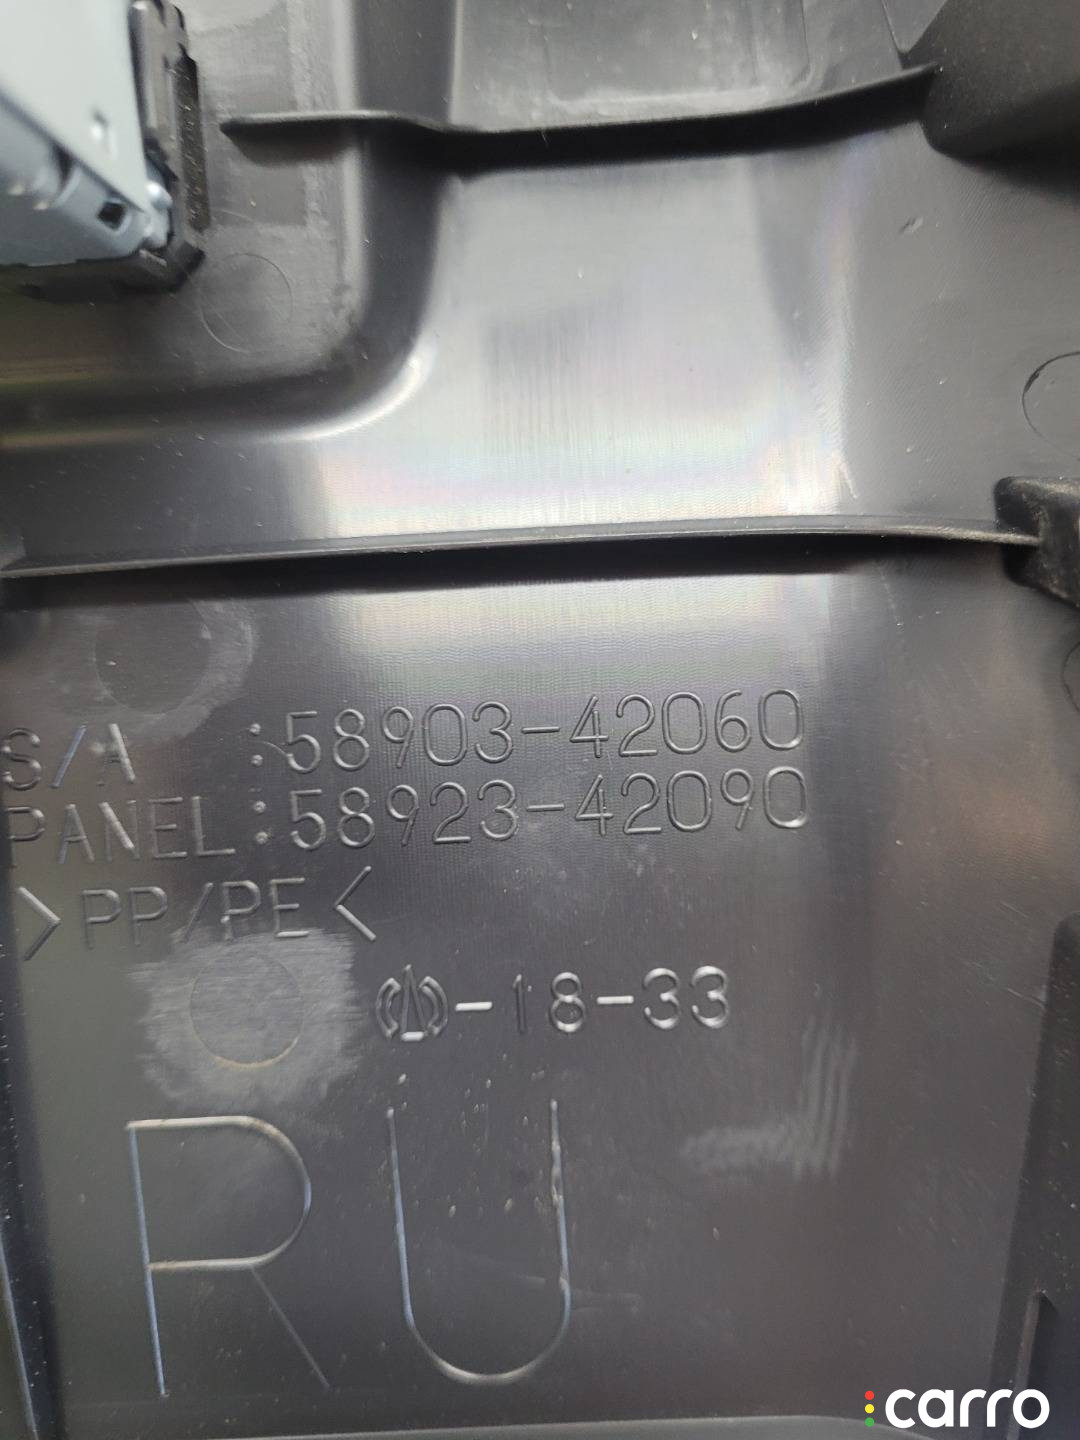 S/A :58903-42060
PANEL:58923-42090
>PP/PE<
-18-33
RU
carro